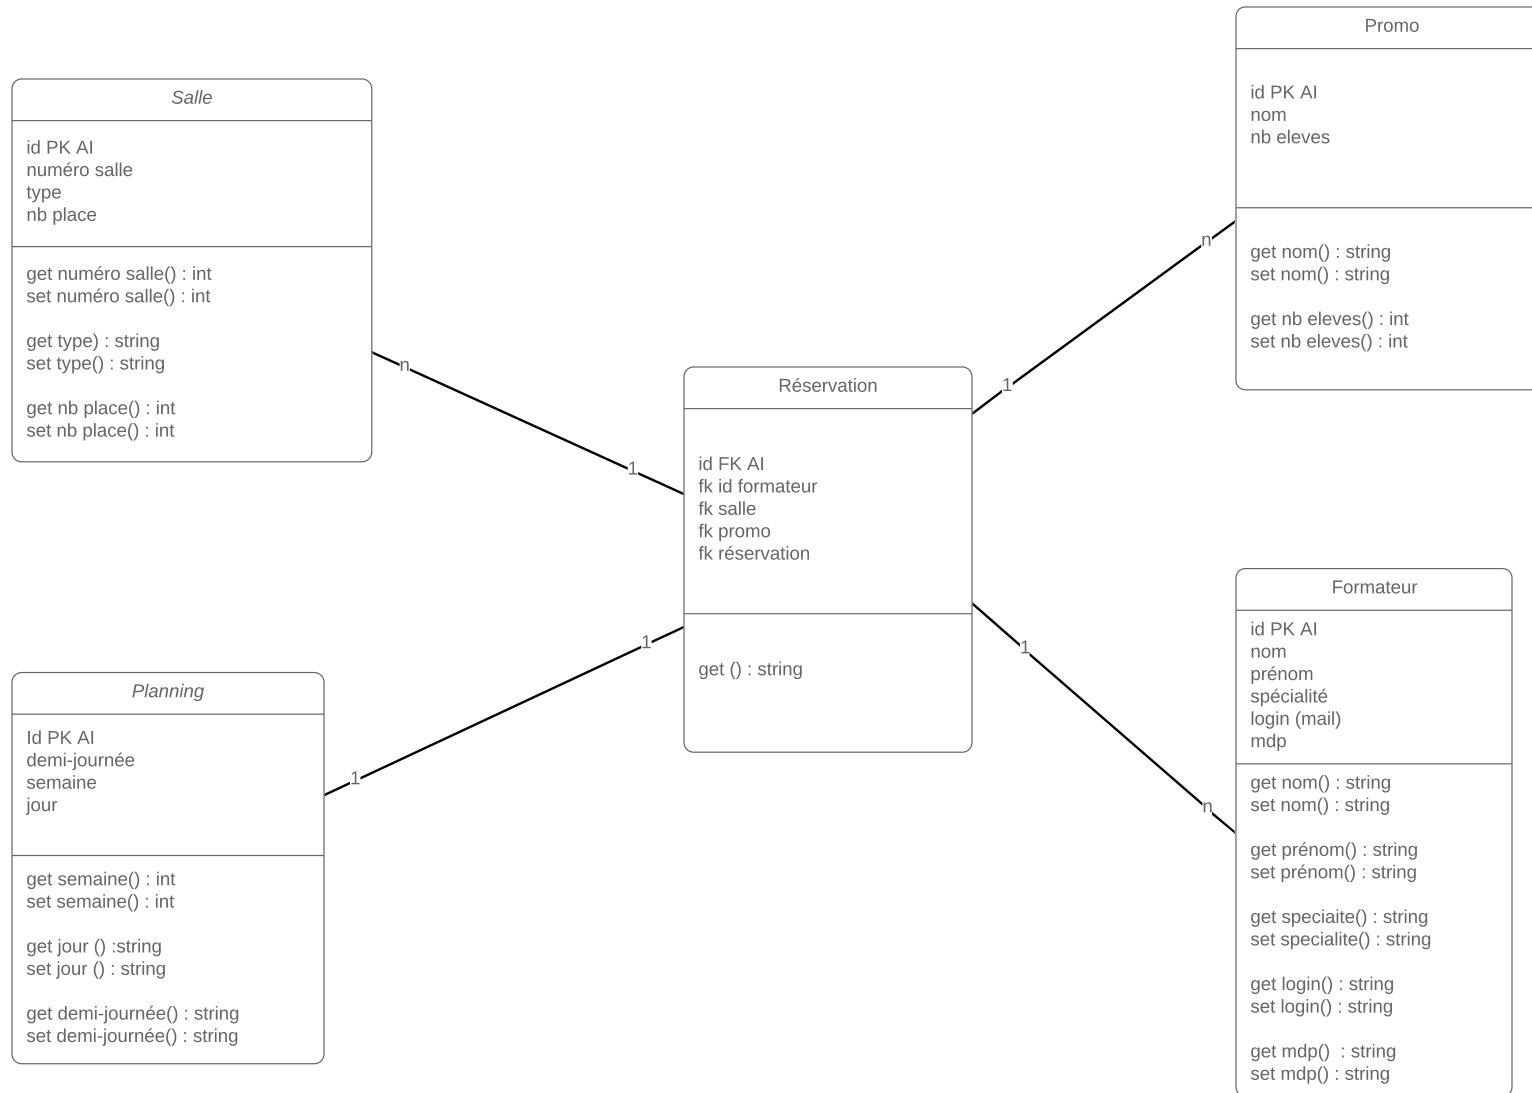 Salle
id PK AI
numéro salle
type
nb place
get numéro salle() : int
set numéro salle() : int
get type) : string
set type() : string
get nb place() : int
set nb place() : int
n
1
Promo
id PK AI
nom
nb eleves
get nom() : string
set nom() : string
get nb eleves() : int
set nb eleves() : int
n
1
Réservation
id FK AI
fk id formateur
fk salle
fk promo
fk réservation
get () : string
1
1
Planning
Id PK AI
demi-journée
semaine
jour
get semaine() : int
set semaine() : int
get jour () :string
set jour () : string
get demi-journée() : string
set demi-journée() : string
1
n
Formateur
id PK AI
nom
prénom
spécialité
login (mail)
mdp
get nom() : string
set nom() : string
get prénom() : string
set prénom() : string
get speciaite() : string
set specialite() : string
get login() : string
set login() : string
get mdp()  : string
set mdp() : string